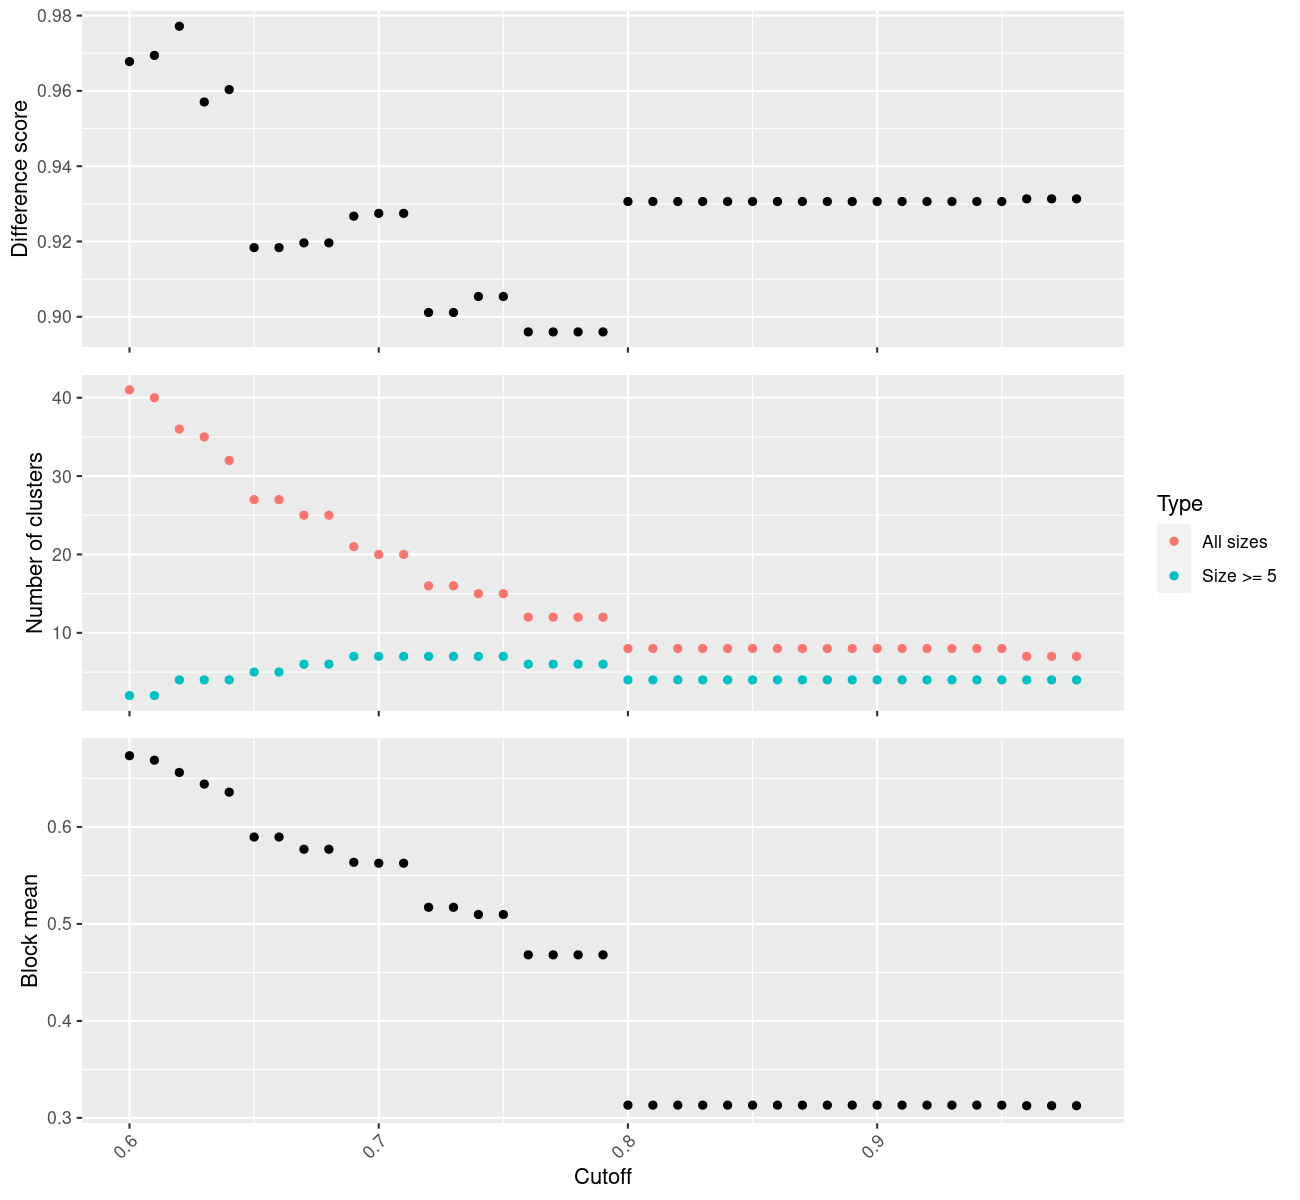 Difference score
0.98
0.96
0.94
0.92
0.90
Number of clusters
40
30
20
10
Type
All sizes
Size >= 5
Block mean
0.6
0.5
0.4
0.3
0.6 0.7 0.8 0.9
Cutoff